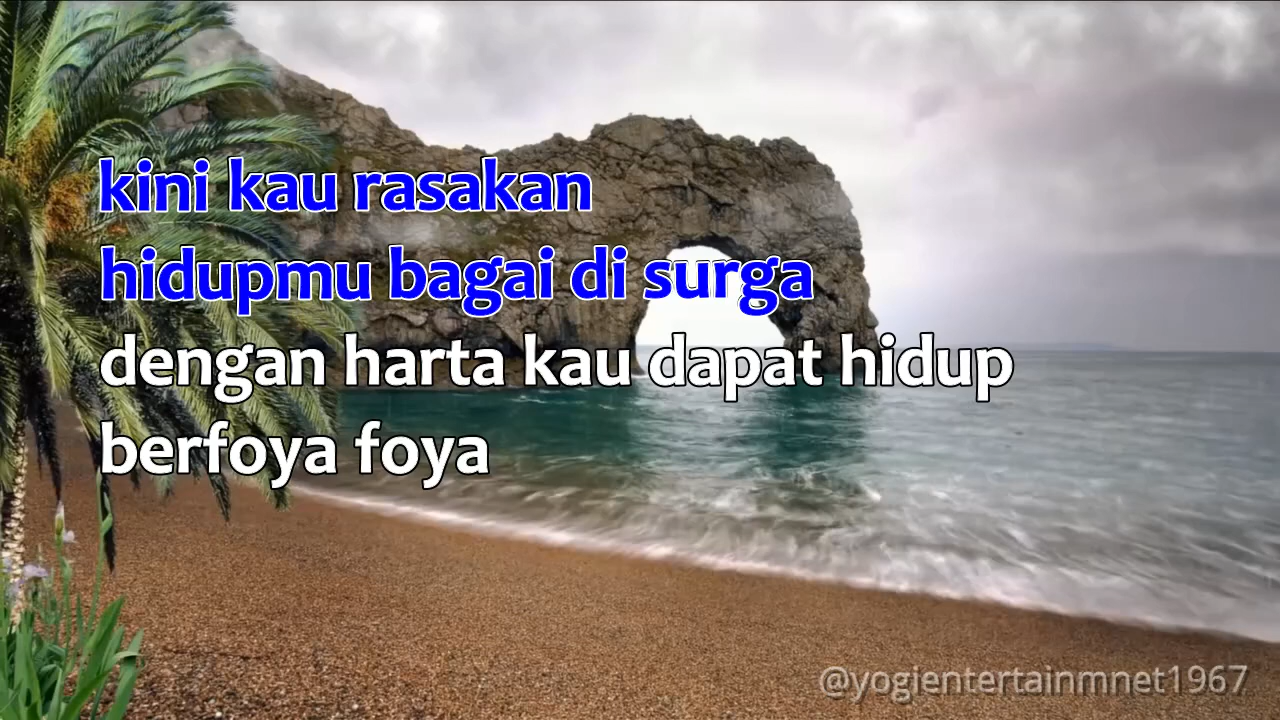 kini kau rasakan
hidupmu bagai di surga
dengan harta kau dapat hidup
berfoya foya
@yogientertainmnet1967